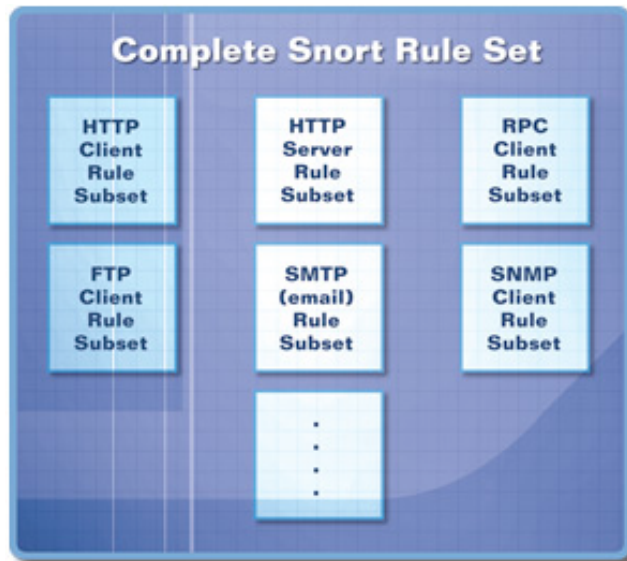 Complete Snort Rule Set
HTTP
Client
Rule
Subset
HTTP
Server
Rule
Subset
RPC
Client
Rule
Subset
FTP
Client
Rule
Subset
SMTP
(email)
Rule
Subset
SNMP
Client
Rule
Subset
.
.
.
.